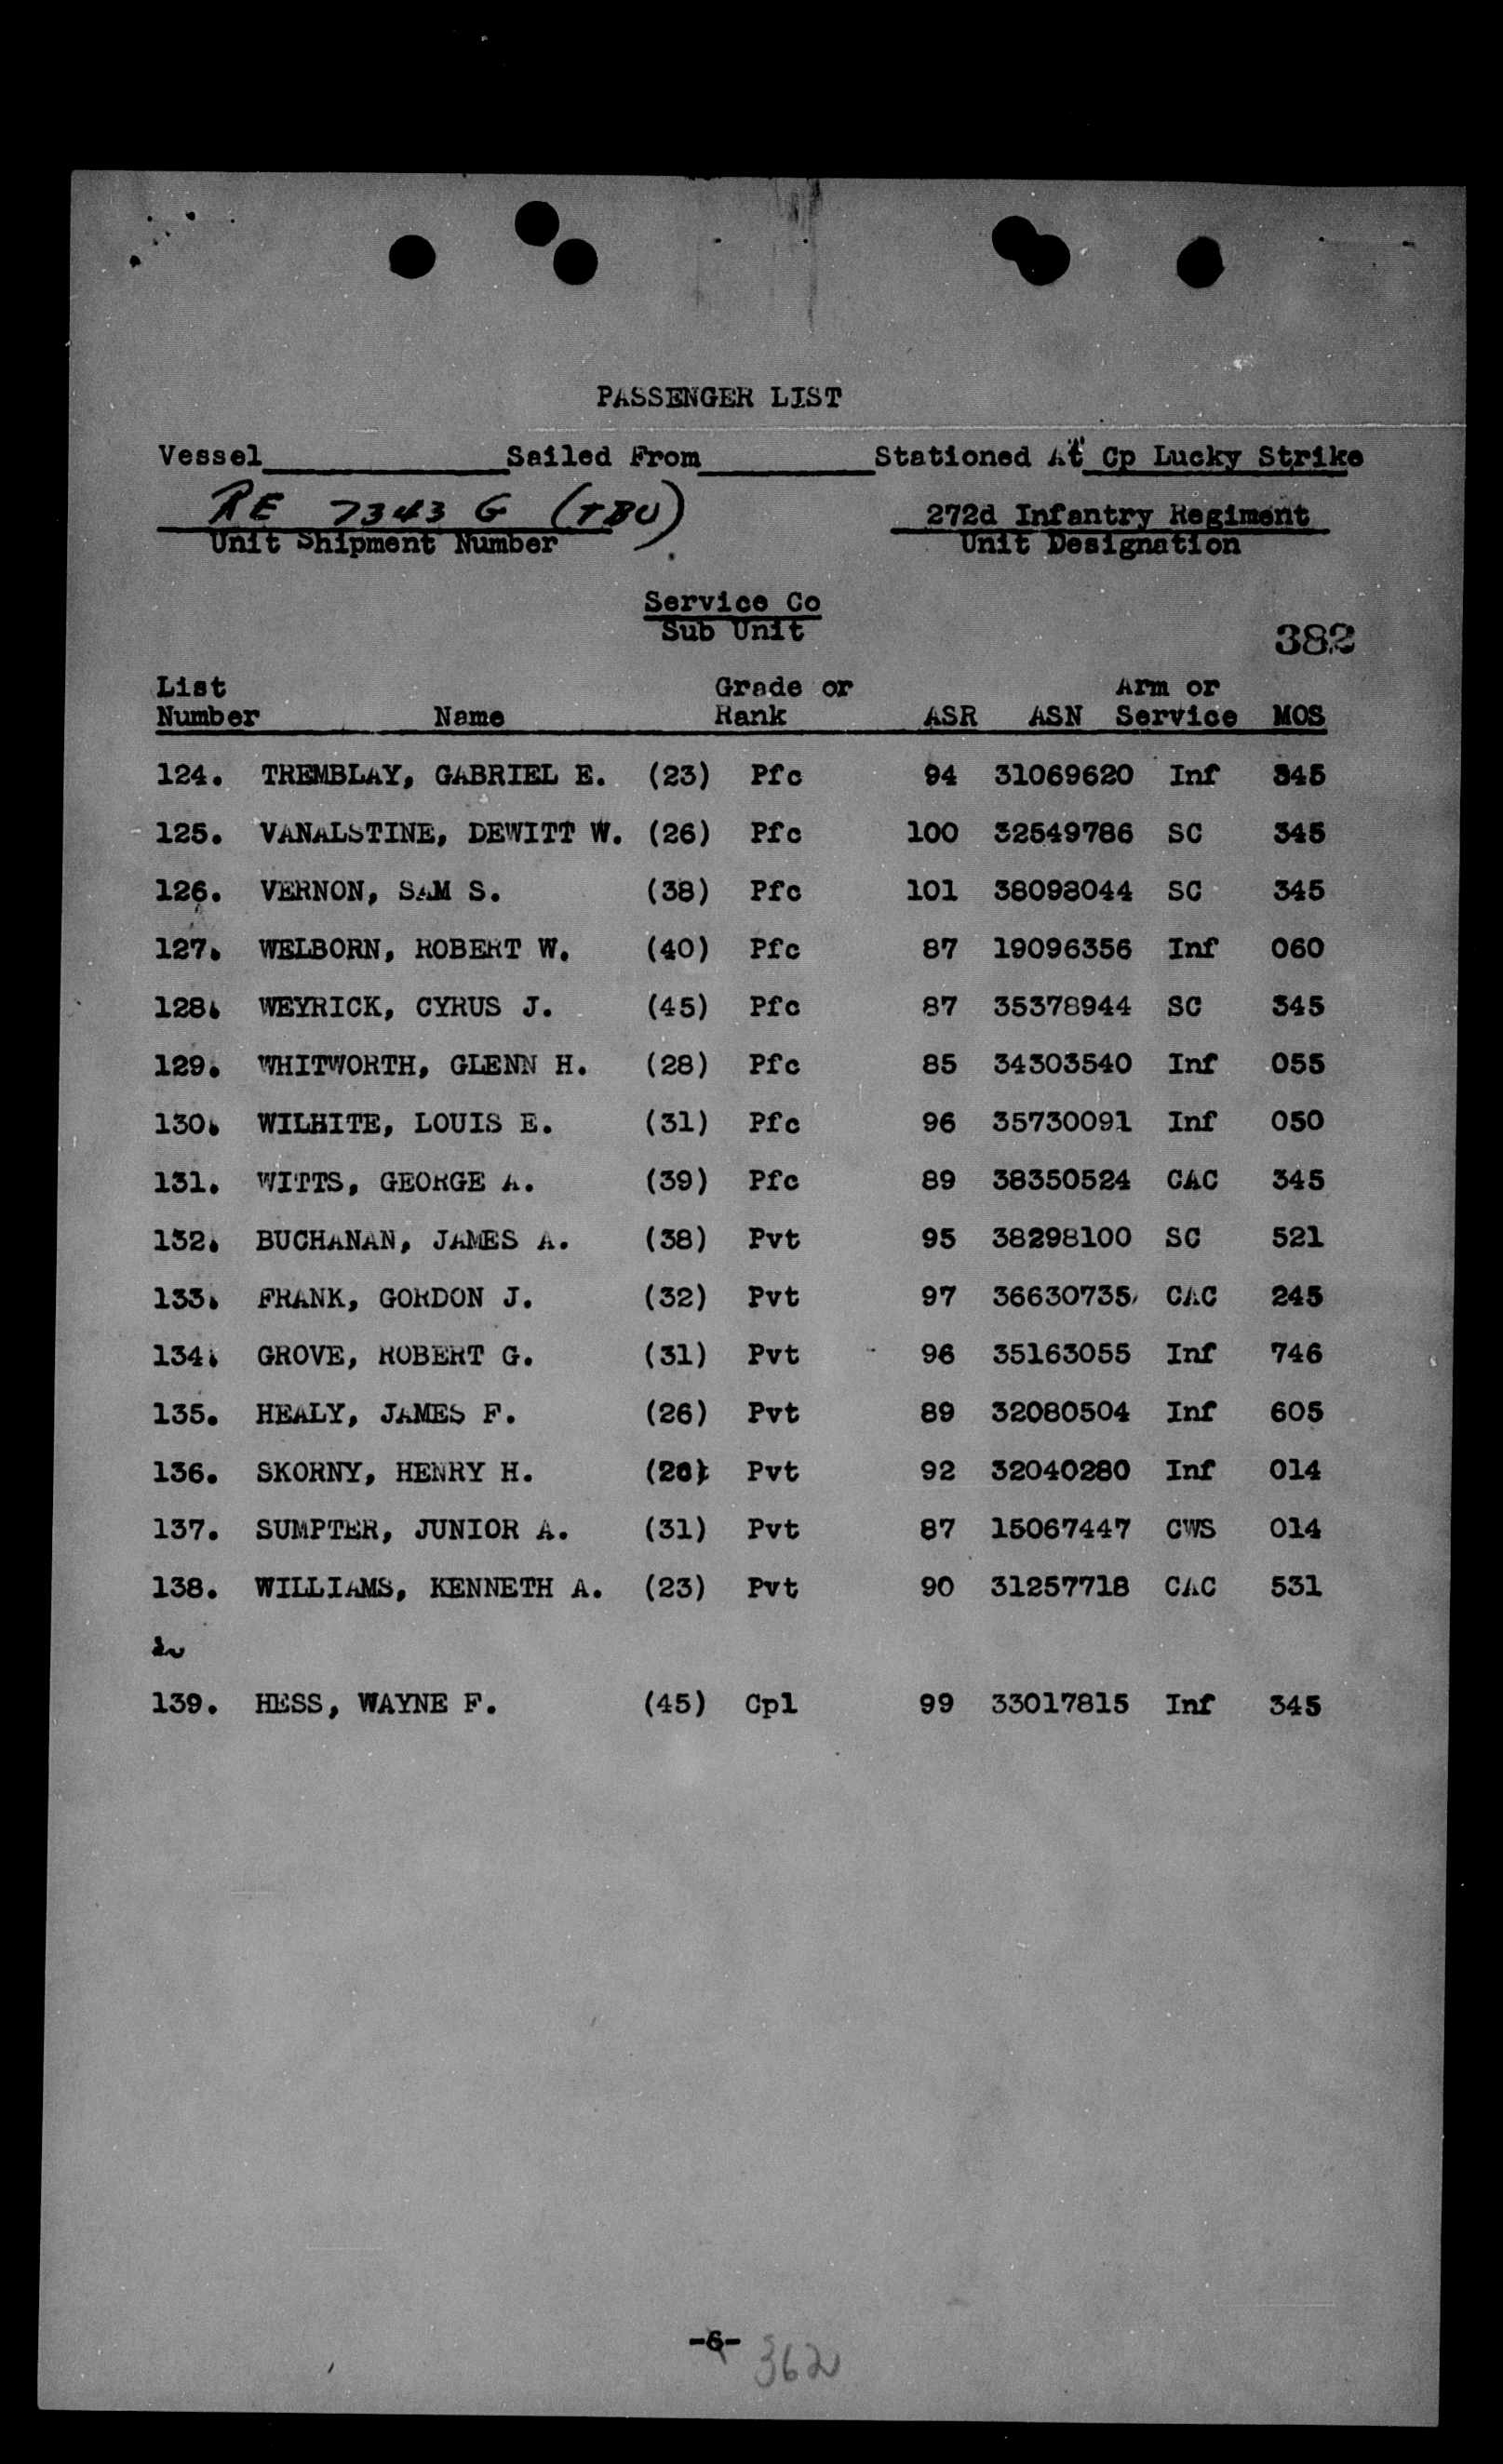 PASSENGER LIST
Vessel Sailed From Stationed At Cp Lucky Strike
RE 7343 G (TBU) 272d Infantry Regiment
Unit Shipment Number Unit Designation
Service Co
Sub Unit
382
List Grade or Arm or
Number Name Rank ASR ASN Service MOS
124. TREMBLAY, GABRIEL E. (23) Pfc 94 31069620 Inf 345
125. VANALSTINE, DEWITT W. (26) Pfc 100 32549786 SC 345
126. VERNON, SAM S. (38) Pfc 101 38098044 SC 345
127. WELBORN, ROBERT W. (40) Pfc 87 19096356 Inf 060
128. WEYRICK, CYRUS J. (45) Pfc 87 35378944 SC 345
129. WHITWORTH, GLENN H. (28) Pfc 85 34303540 Inf 055
130. WILHITE, LOUIS E. (31) Pfc 96 35730091 Inf 050
131. WITTS, GEORGE A. (39) Pfc 89 38350524 CAC 345
132. BUCHANAN, JAMES A. (38) Pvt 95 38298100 SC 521
133. FRANK, GORDON J. (32) Pvt 97 36630735 CAC 245
134. GROVE, ROBERT G. (31) Pvt 96 35163055 Inf 746
135. HEALY, JAMES F. (26) Pvt 89 32080504 Inf 605
136. SKORNY, HENRY H. (26) Pvt 92 32040280 Inf 014
137. SUMPTER, JUNIOR A. (31) Pvt 87 15067447 CWS 014
138. WILLIAMS, KENNETH A. (23) Pvt 90 31257718 CAC 531
139. HESS, WAYNE F. (45) Cpl 99 33017815 Inf 345
-6- 362